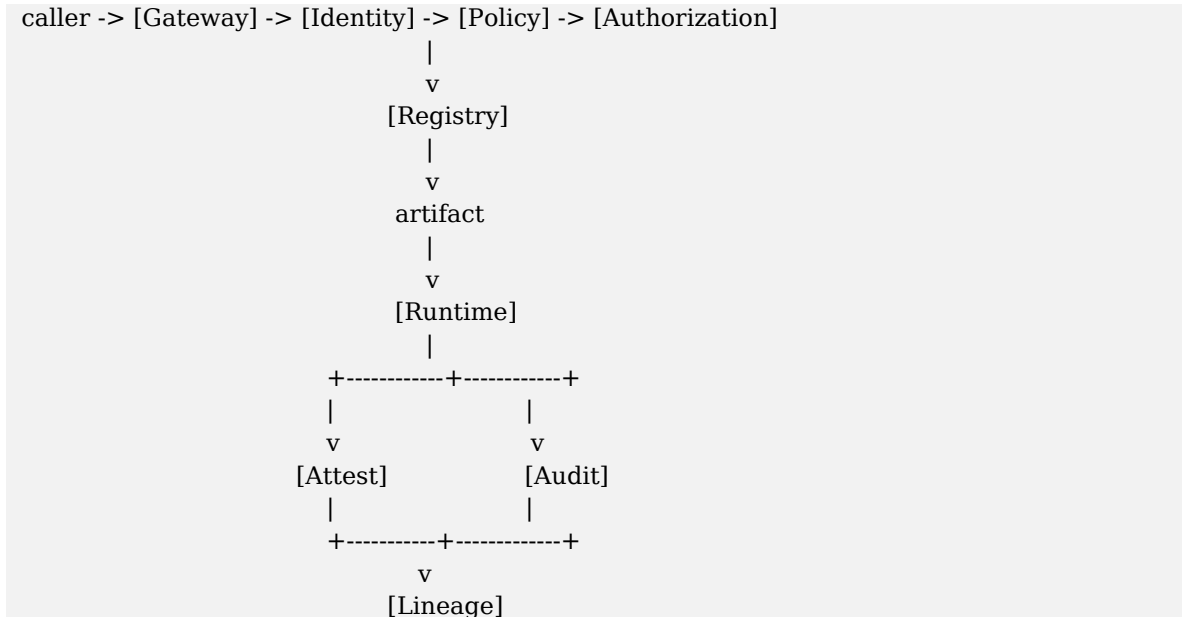 caller -> [Gateway] -> [Identity] -> [Policy] -> [Authorization]
|
v
[Registry]
|
v
artifact
|
v
[Runtime]
|
+------------+------------+
| |
v v
[Attest] [Audit]
| |
+-----------+-------------+
v
[Lineage]